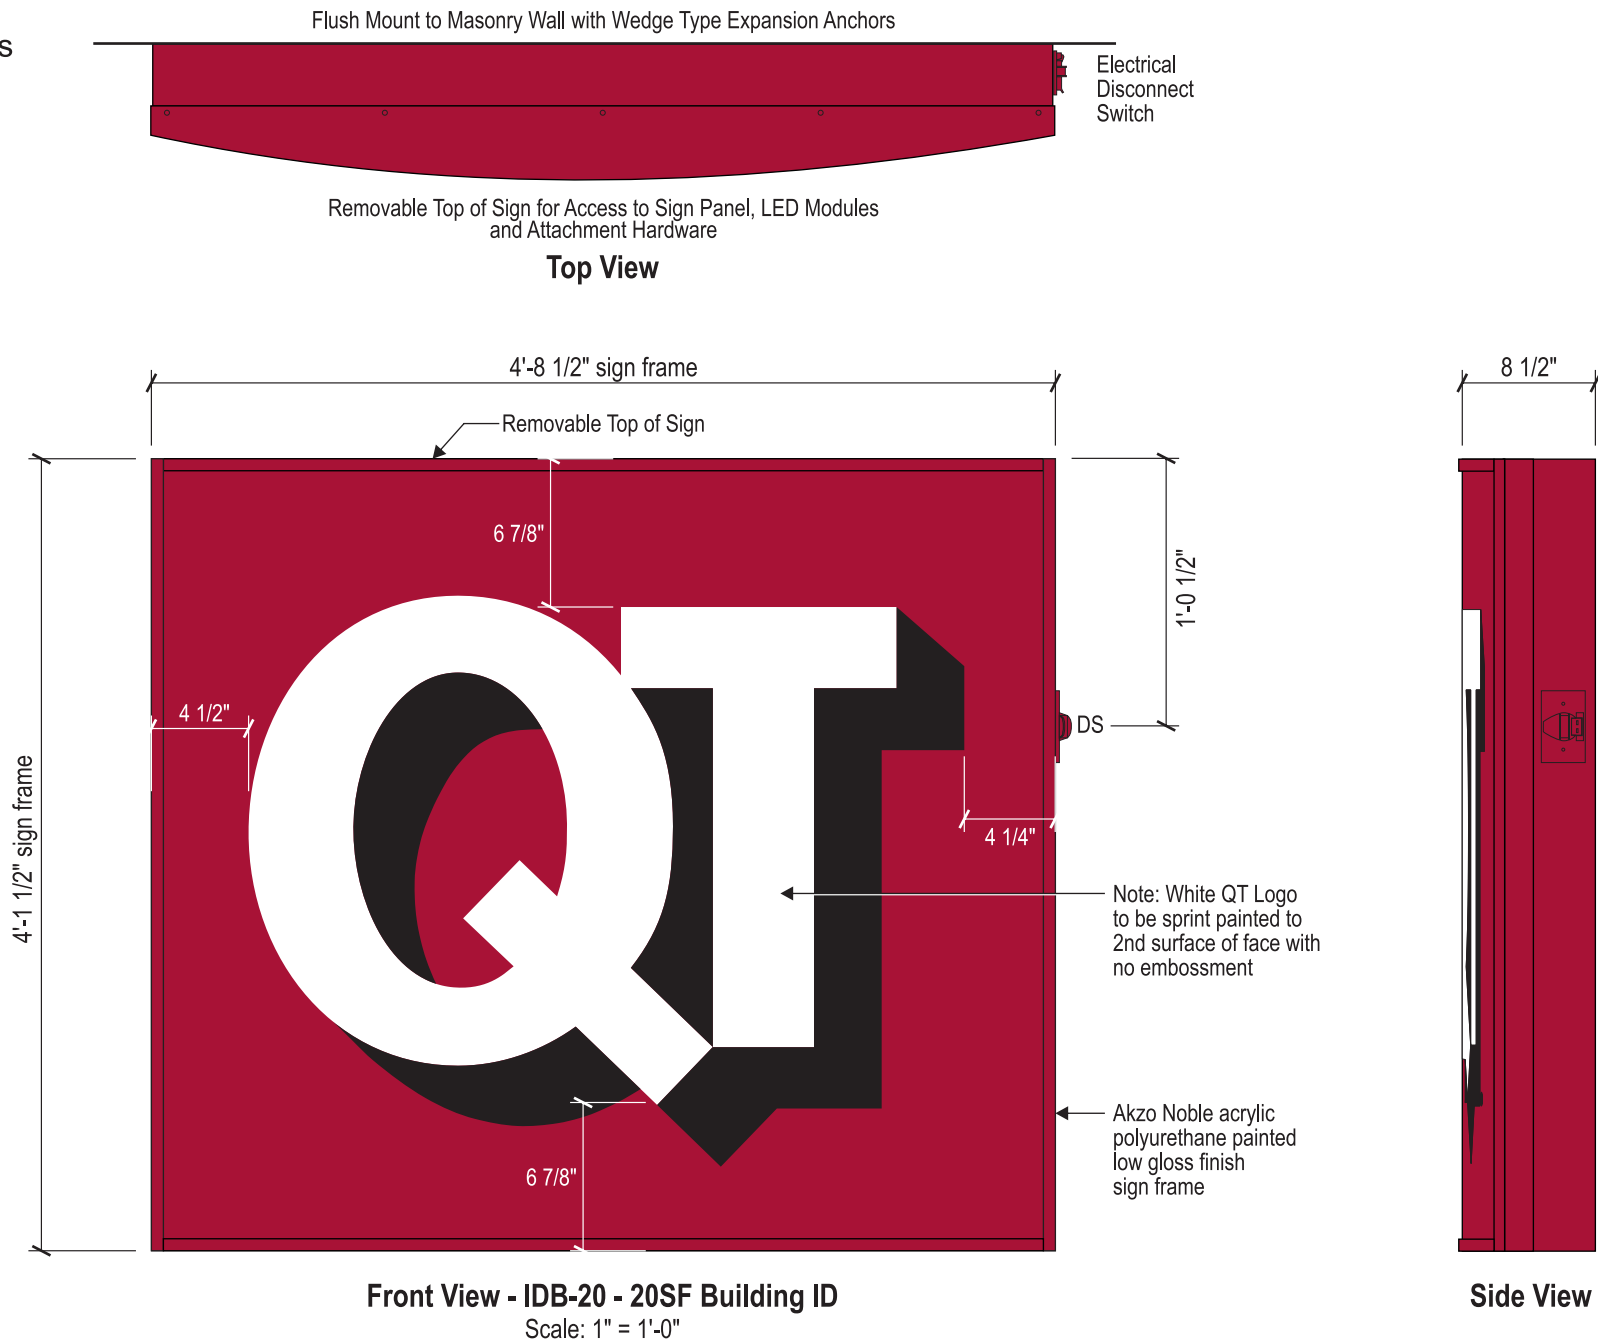 Flush Mount to Masonry Wall with Wedge Type Expansion Anchors
s
Electrical
Disconnect
Switch
Removable Top of Sign for Access to Sign Panel, LED Modules
and Attachment Hardware
Top View
4'-8 1/2" sign frame
8 1/2"
Removable Top of Sign
6 7/8"
1'-0 1/2"
QT
4 1/2"
DS
4'-1 1/2" sign frame
4 1/4"
Note: White QT Logo
to be sprint painted to
2nd surface of face with
no embossment
Akzo Noble acrylic
polyurethane painted
low gloss finish
sign frame
6 7/8"
Front View - IDB-20 - 20SF Building ID
Scale: 1" = 1'-0"
Side View